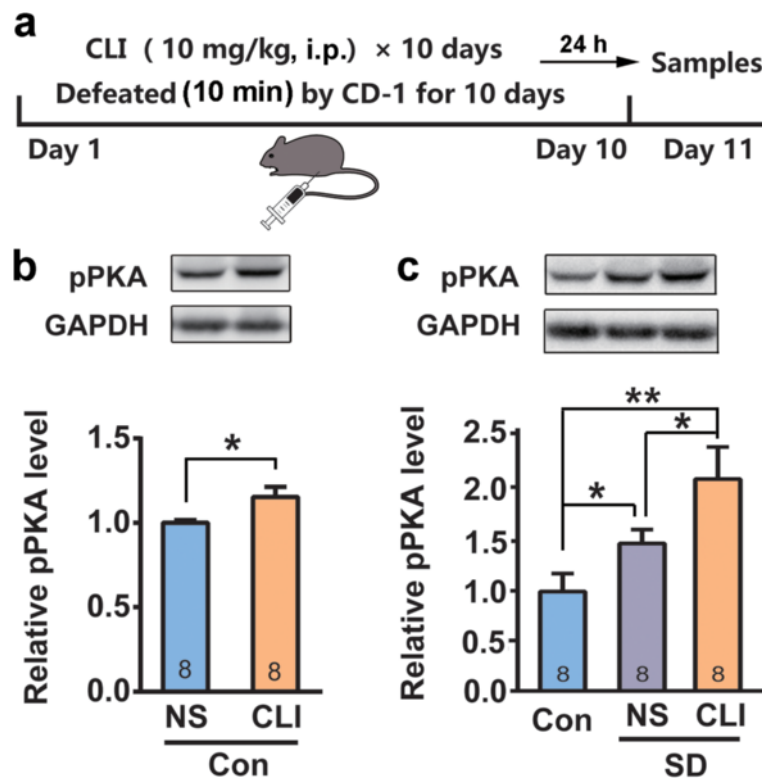 a
CLI ( 10 mg/kg, i.p.) × 10 days
24 h
Samples
Defeated (10 min) by CD-1 for 10 days
Day 1
Day 10
Day 11
b
pPKA
GAPDH
Relative pPKA level
1.5
1.0
0.5
0.0
*
8
8
NS
CLI
Con
c
pPKA
GAPDH
Relative pPKA level
2.5
2.0
1.5
1.0
0.5
0.0
**
*
*
8
8
8
Con
NS
CLI
SD